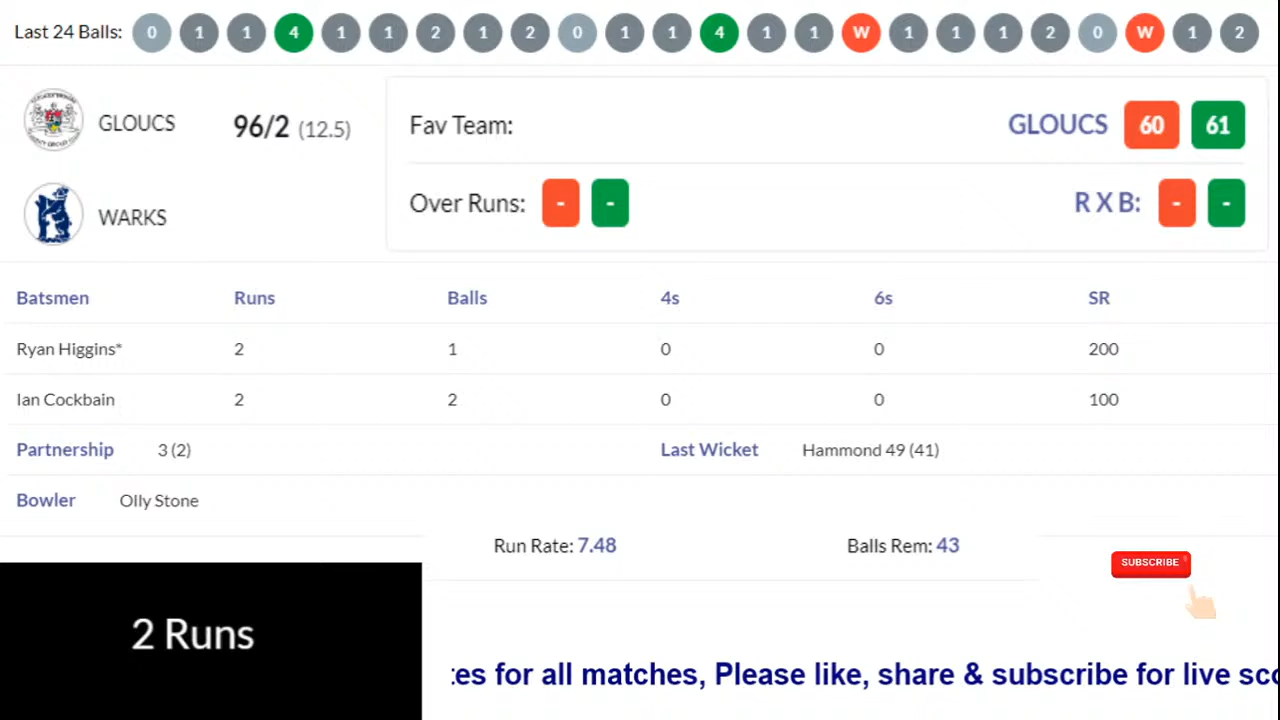 Last 24 Balls: 0 1 1 4 1 1 2 1 2 0 1 1 4 1 1 W 1 1 1 2 0 W 1 2
GLOUCS 96/2 (12.5)
Fav Team: GLOUCS 60 61
WARKS
Over Runs: - - R X B: - -
Batsmen Runs Balls 4s 6s SR
Ryan Higgins* 2 1 0 0 200
Ian Cockbain 2 2 0 0 100
Partnership 3 (2) Last Wicket Hammond 49 (41)
Bowler Olly Stone
Run Rate: 7.48 Balls Rem: 43
SUBSCRIBE
2 Runs
es for all matches, Please like, share & subscribe for live sc